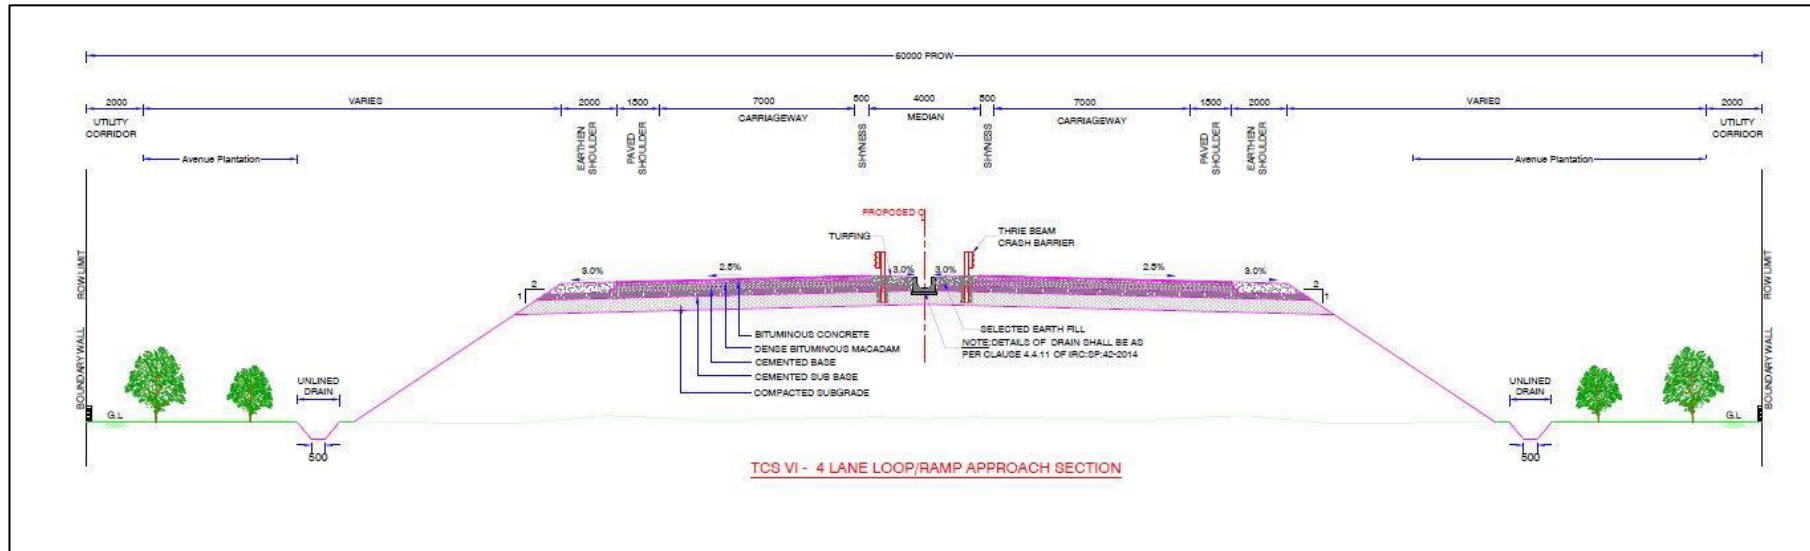 60000 PROW
2000 VARIES 2000 1500 7000 500 4000 500 7000 1500 2000 VARIES 2000
UTILITY CORRIDOR
EARTHEN SHOULDER
PAVED SHOULDER
CARRIAGEWAY
SHYNESS
MEDIAN
SHYNESS
CARRIAGEWAY
PAVED SHOULDER
EARTHEN SHOULDER
UTILITY CORRIDOR
Avenue Plantation
Avenue Plantation
PROPOSED C
TURFING
THRIE BEAM
CRASH BARRIER
ROW LIMIT
BOUNDARY WALL
ROW LIMIT
BOUNDARY WALL
1 2 3.0% 2.5% 3.0% 3.0% 2.5% 3.0% 2 1
SELECTED EARTH FILL
NOTE:DETAILS OF DRAIN SHALL BE AS
PER CLAUSE 4.4.11 OF IRC:SP:42-2014
BITUMINOUS CONCRETE
DENSE BITUMINOUS MACADAM
CEMENTED BASE
CEMENTED SUB BASE
COMPACTED SUBGRADE
UNLINED
DRAIN
UNLINED
DRAIN
G.L
G.L
500
500
TCS VI - 4 LANE LOOP/RAMP APPROACH SECTION